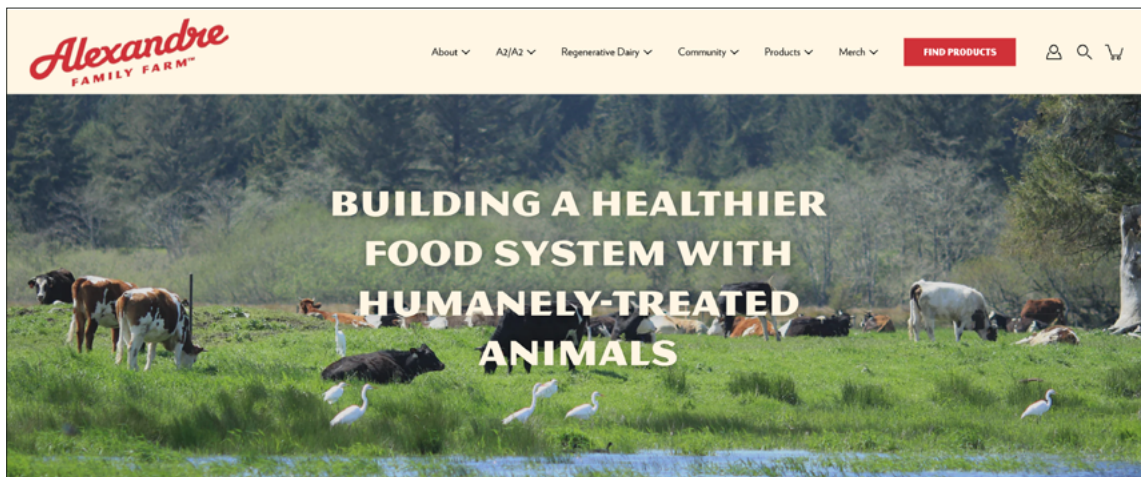 Alexandre
FAMILY FARM™
About
A2/A2
Regenerative Dairy
Community
Products
Merch
FIND PRODUCTS
BUILDING A HEALTHIER
FOOD SYSTEM WITH
HUMANELY-TREATED
ANIMALS